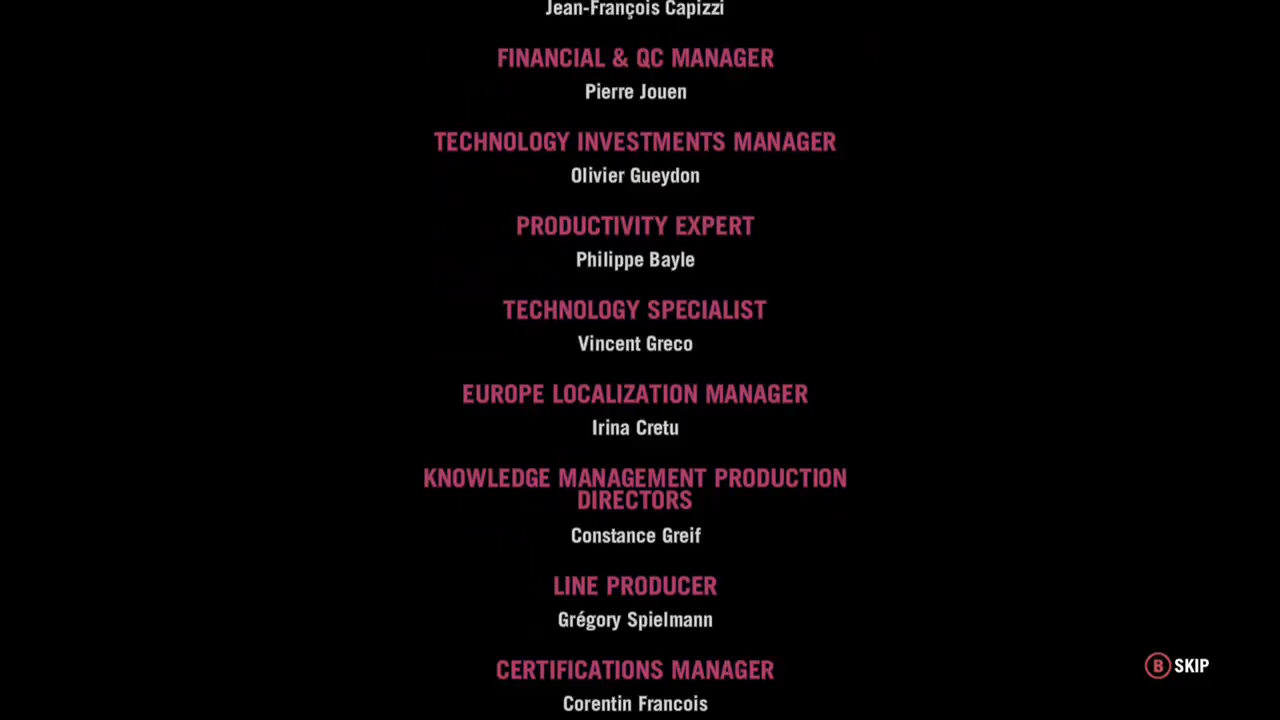 Jean-François Capizzi
FINANCIAL & QC MANAGER
Pierre Jouen
TECHNOLOGY INVESTMENTS MANAGER
Olivier Gueydon
PRODUCTIVITY EXPERT
Philippe Bayle
TECHNOLOGY SPECIALIST
Vincent Greco
EUROPE LOCALIZATION MANAGER
Irina Cretu
KNOWLEDGE MANAGEMENT PRODUCTION
DIRECTORS
Constance Greif
LINE PRODUCER
Grégory Spielmann
B SKIP
CERTIFICATIONS MANAGER
Corentin Francois